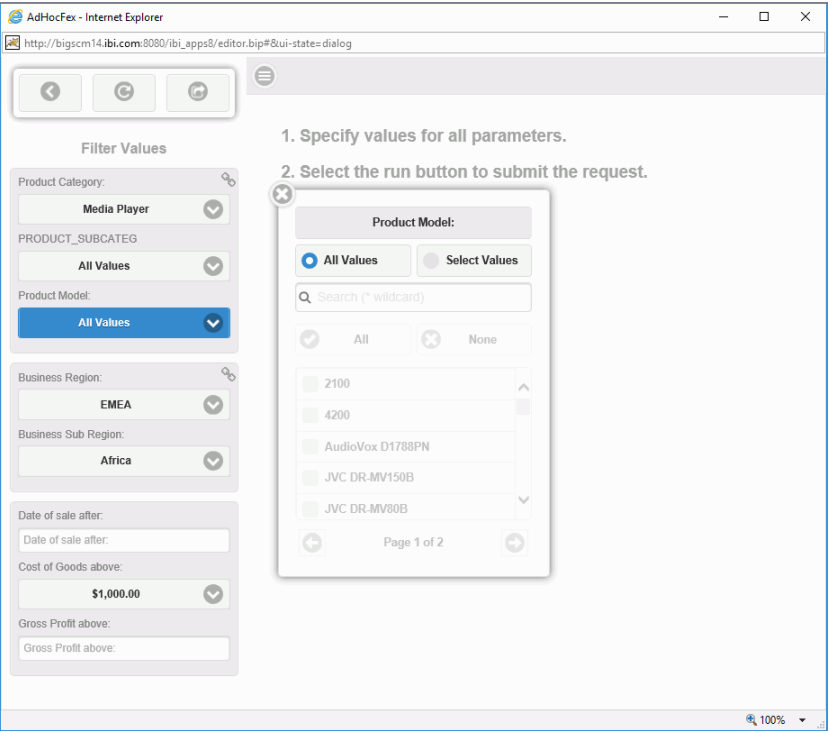 AdHocFex - Internet Explorer
http://bigscm14.ibi.com:8080/ibi_apps8/editor.bip#&ui-state=dialog
Filter Values
Product Category:
Media Player
PRODUCT_SUBCATEG
All Values
Product Model:
All Values
Business Region:
EMEA
Business Sub Region:
Africa
Date of sale after:
Date of sale after:
Cost of Goods above:
$1,000.00
Gross Profit above:
Gross Profit above:
1. Specify values for all parameters.
2. Select the run button to submit the request.
Product Model:
All Values
Select Values
Search (* wildcard)
All
None
2100
4200
AudioVox D1788PN
JVC DR-MV150B
JVC DR-MV80B
Page 1 of 2
100%